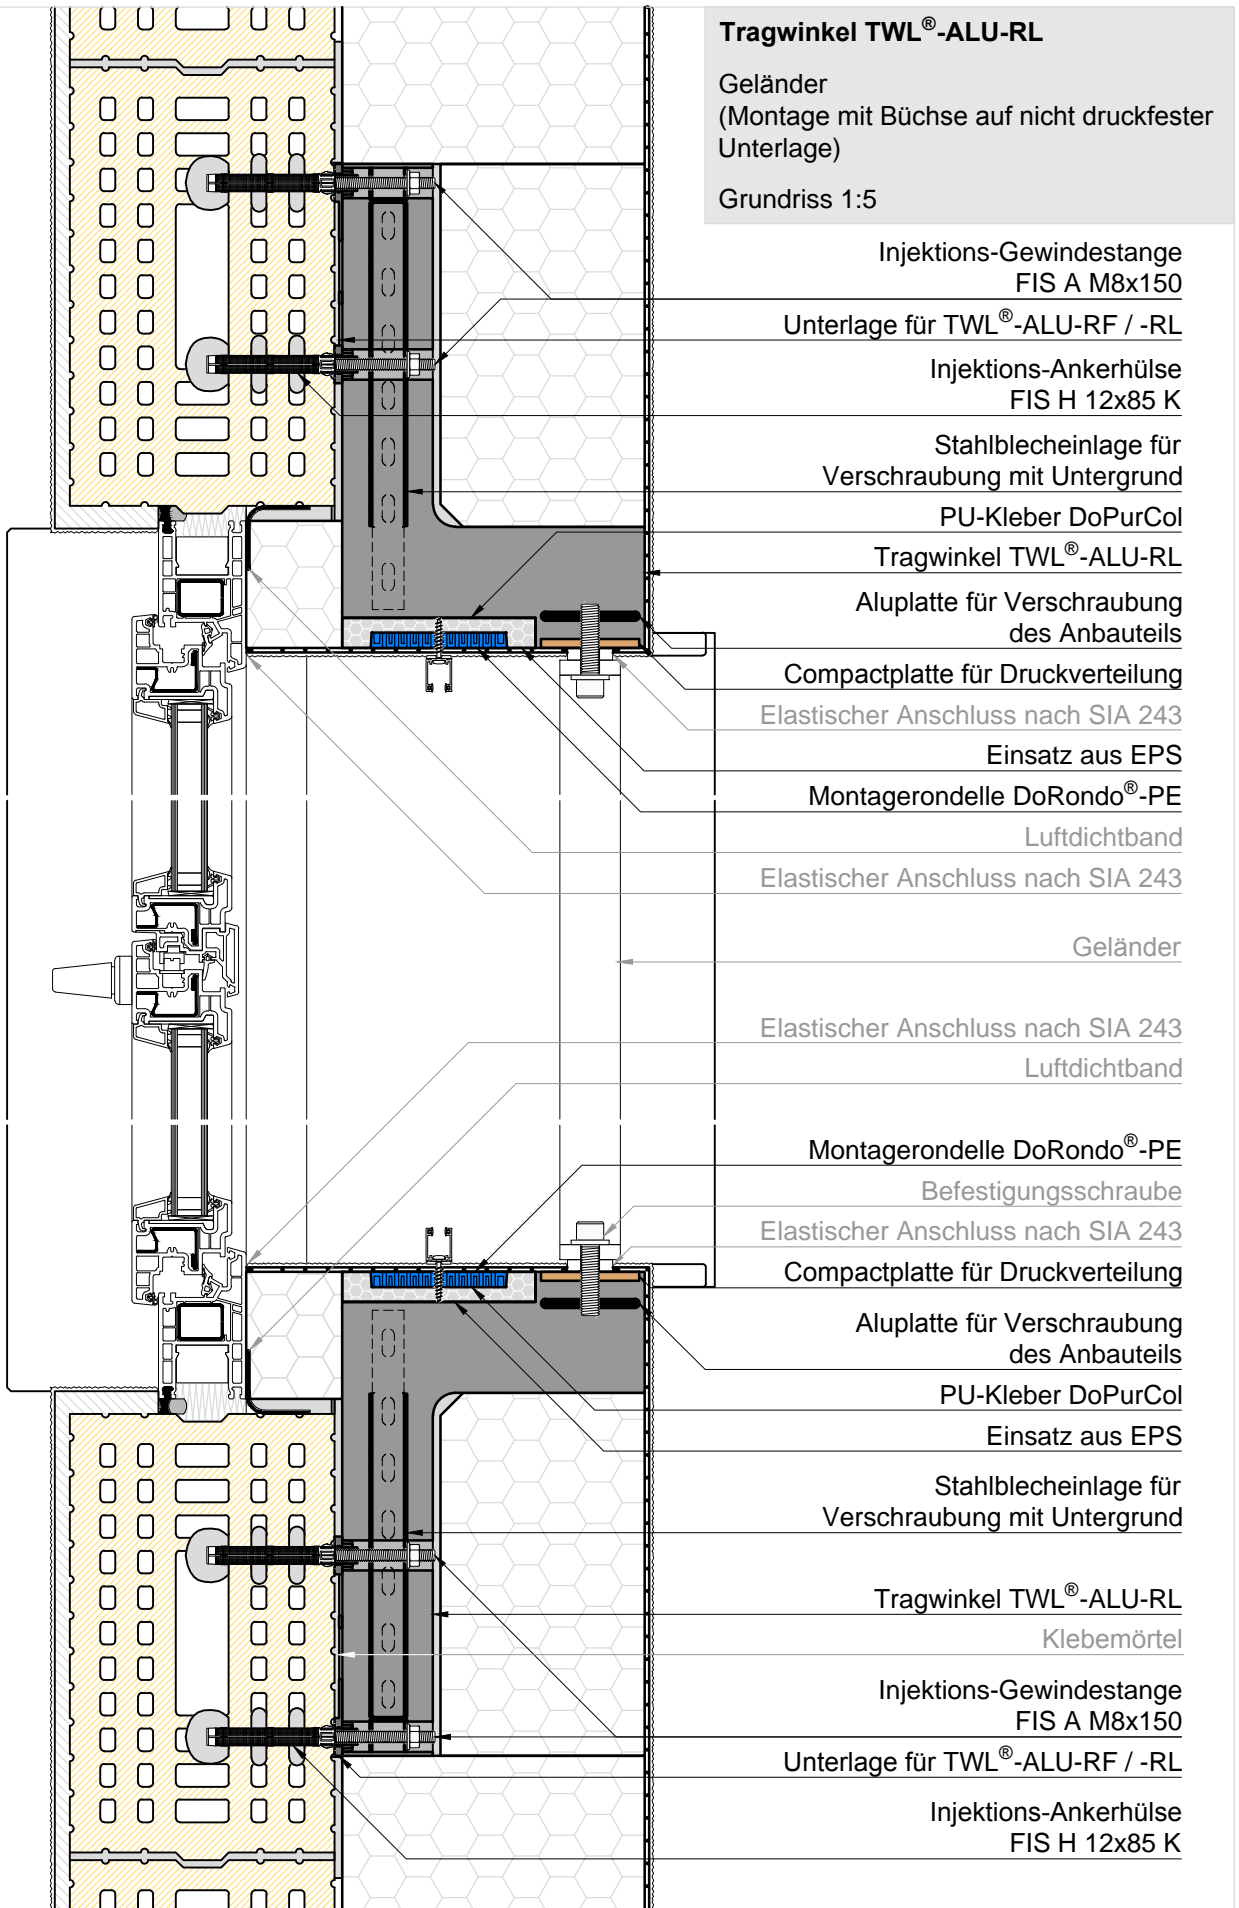 Tragwinkel TWL®-ALU-RL
Geländer
(Montage mit Büchse auf nicht druckfester
Unterlage)
Grundriss 1:5
Injektions-Gewindestange
FIS A M8x150
Unterlage für TWL®-ALU-RF / -RL
Injektions-Ankerhülse
FIS H 12x85 K
Stahlblecheinlage für
Verschraubung mit Untergrund
PU-Kleber DoPurCol
Tragwinkel TWL®-ALU-RL
Aluplatte für Verschraubung
des Anbauteils
Compactplatte für Druckverteilung
Elastischer Anschluss nach SIA 243
Einsatz aus EPS
Montagerondelle DoRondo®-PE
Luftdichtband
Elastischer Anschluss nach SIA 243
Geländer
Elastischer Anschluss nach SIA 243
Luftdichtband
Montagerondelle DoRondo®-PE
Befestigungsschraube
Elastischer Anschluss nach SIA 243
Compactplatte für Druckverteilung
Aluplatte für Verschraubung
des Anbauteils
PU-Kleber DoPurCol
Einsatz aus EPS
Stahlblecheinlage für
Verschraubung mit Untergrund
Tragwinkel TWL®-ALU-RL
Klebemörtel
Injektions-Gewindestange
FIS A M8x150
Unterlage für TWL®-ALU-RF / -RL
Injektions-Ankerhülse
FIS H 12x85 K